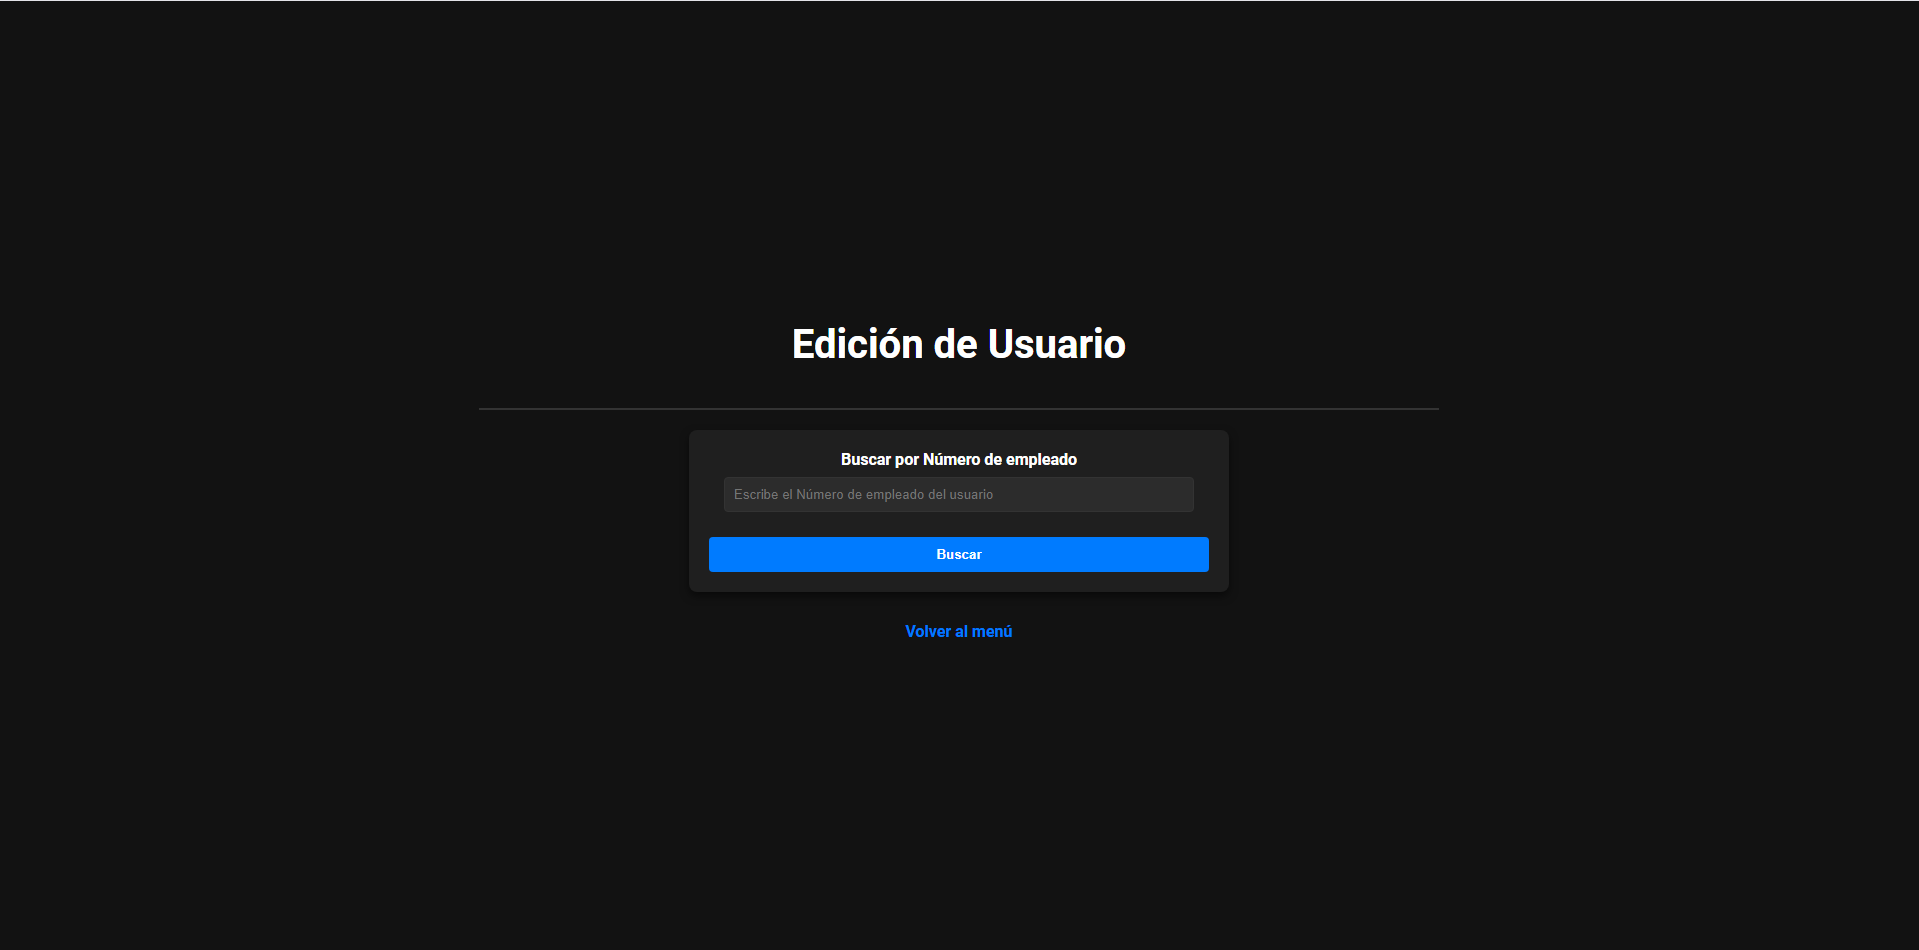 Edición de Usuario
Buscar por Número de empleado
Escribe el Número de empleado del usuario
Buscar
Volver al menú